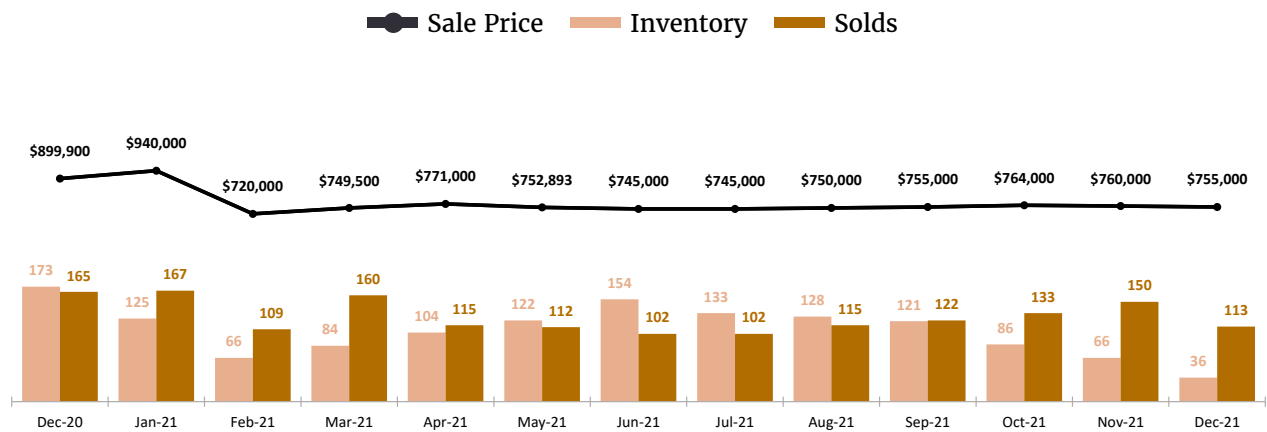 Sale Price Inventory Solds
$899,900 $940,000 $720,000 $749,500 $771,000 $752,893 $745,000 $745,000 $750,000 $755,000 $764,000 $760,000 $755,000
173 165 125 167 66 109 84 160 104 115 122 112 154 102 133 102 128 115 121 122 86 133 66 150 36 113
Dec-20 Jan-21 Feb-21 Mar-21 Apr-21 May-21 Jun-21 Jul-21 Aug-21 Sep-21 Oct-21 Nov-21 Dec-21